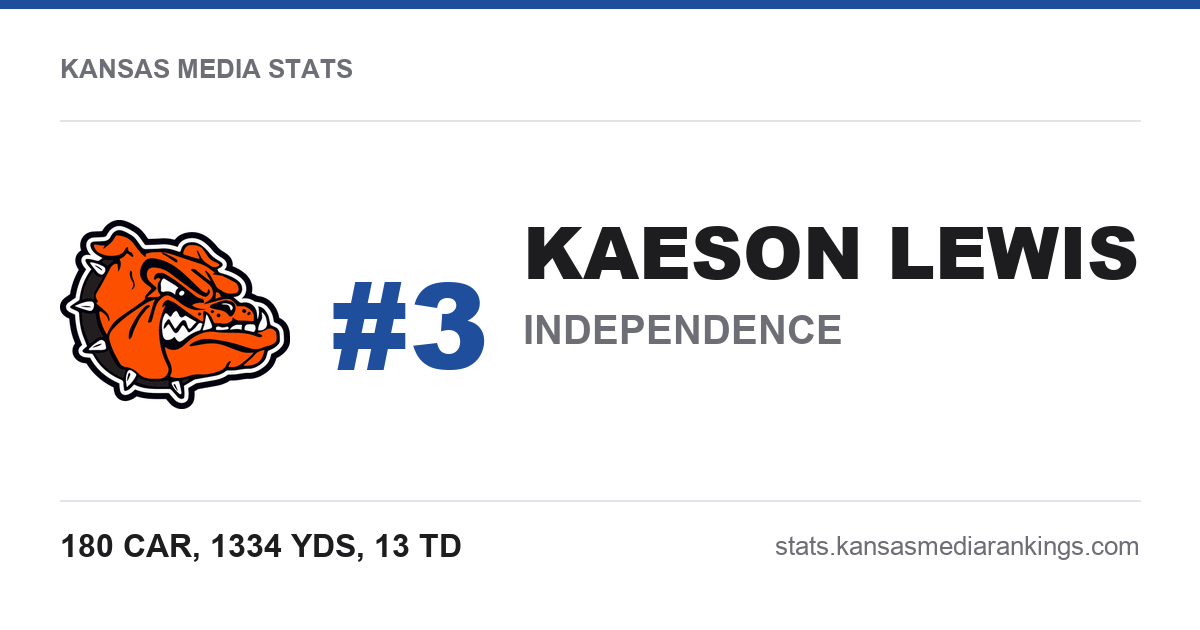 KANSAS MEDIA STATS
#3
KAESON LEWIS
INDEPENDENCE
180 CAR, 1334 YDS, 13 TD
stats.kansasmediarankings.com